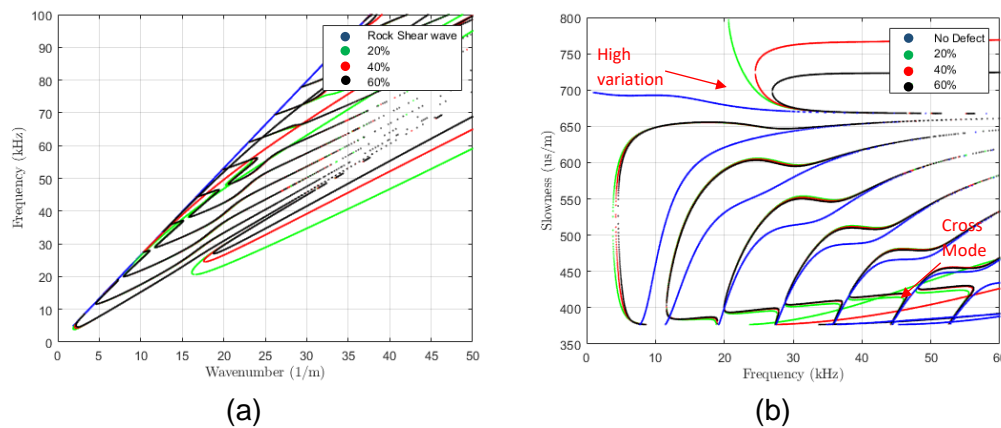 100
90
80
70
60
50
40
30
20
10
0
Frequency (kHz)
0 5 10 15 20 25 30 35 40 45 50
Wavenumber (1/m)
Rock Shear wave
20%
40%
60%
(a)
800
750
700
650
600
550
500
450
400
350
Slowness (us/m)
0 10 20 30 40 50 60
Frequency (kHz)
No Defect
20%
40%
60%
High
variation
Cross
Mode
(b)